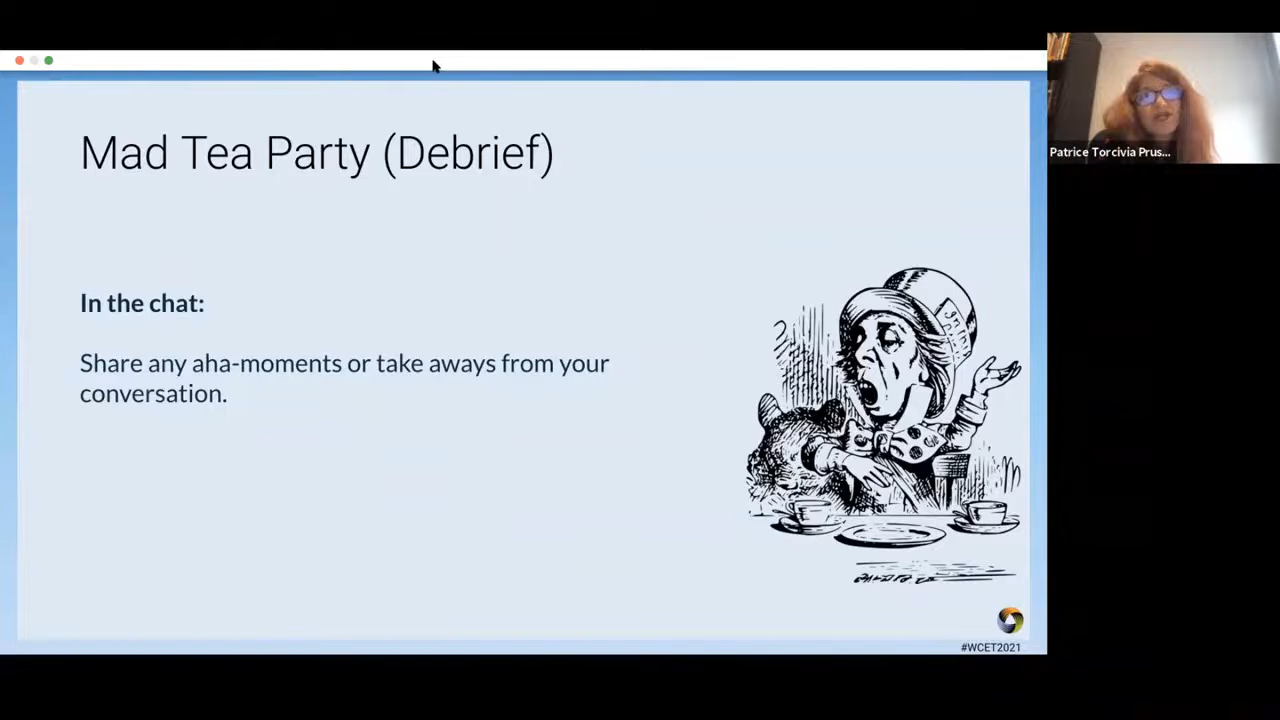 Mad Tea Party (Debrief)
In the chat:
Share any aha-moments or take aways from your
conversation.
#WCET2021
Patrice Torcivia Prus...